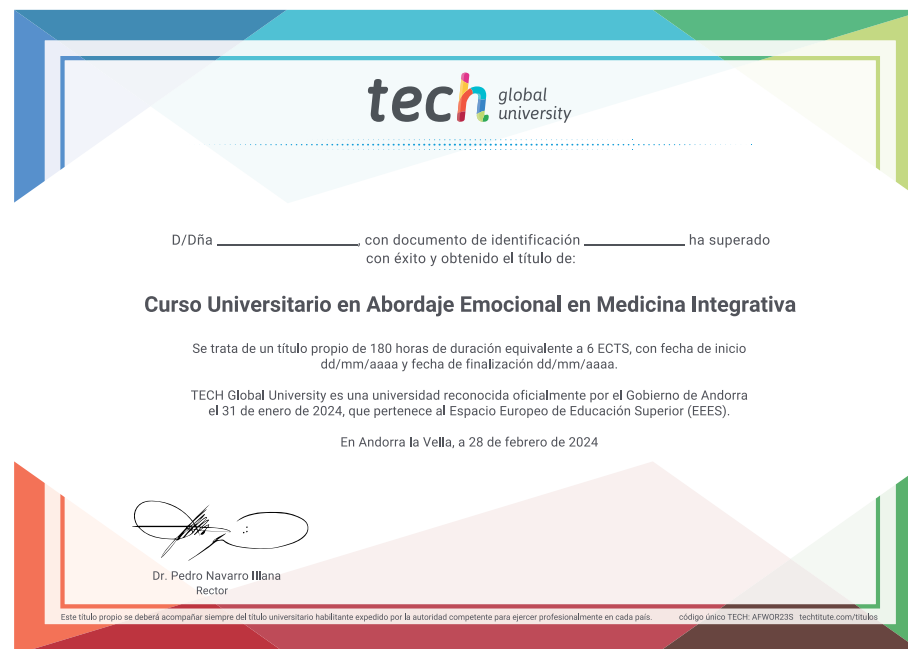 tech global university
D/Dña ____________________, con documento de identificación ______________ ha superado
con éxito y obtenido el título de:
Curso Universitario en Abordaje Emocional en Medicina Integrativa
Se trata de un título propio de 180 horas de duración equivalente a 6 ECTS, con fecha de inicio
dd/mm/aaaa y fecha de finalización dd/mm/aaaa.
TECH Global University es una universidad reconocida oficialmente por el Gobierno de Andorra
el 31 de enero de 2024, que pertenece al Espacio Europeo de Educación Superior (EEES).
En Andorra la Vella, a 28 de febrero de 2024
Dr. Pedro Navarro Illana
Rector
Este título propio se deberá acompañar siempre del título universitario habilitante expedido por la autoridad competente para ejercer profesionalmente en cada país. código único TECH: AFWOR23S techtitute.com/titulos